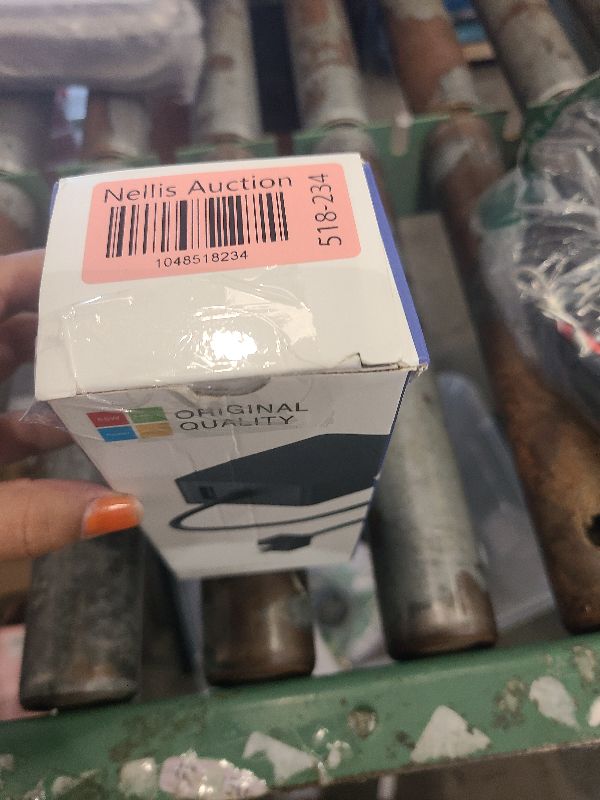 Nellis Auction
518-234
1048518234
ORIGINAL
QUALITY